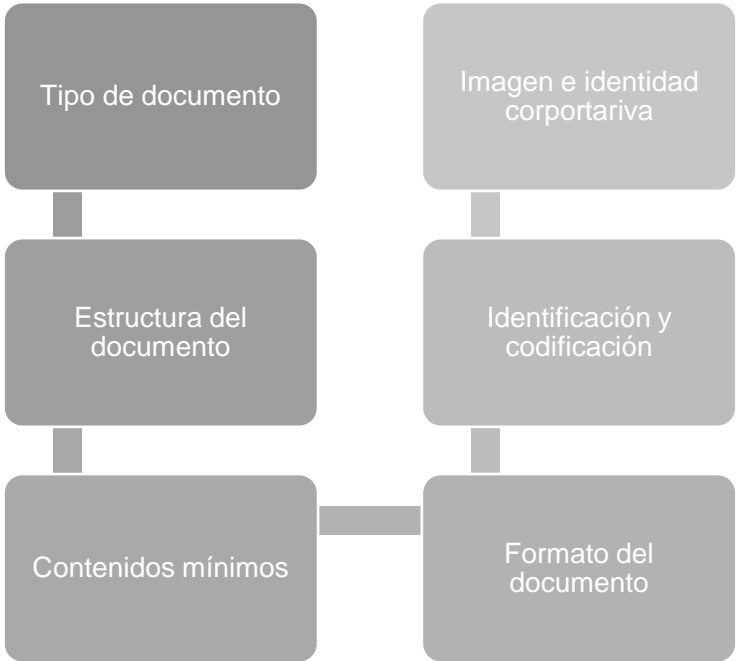 Tipo de documento
Estructura del
documento
Contenidos mínimos
Formato del
documento
Identificación y
codificación
Imagen e identidad
corportariva